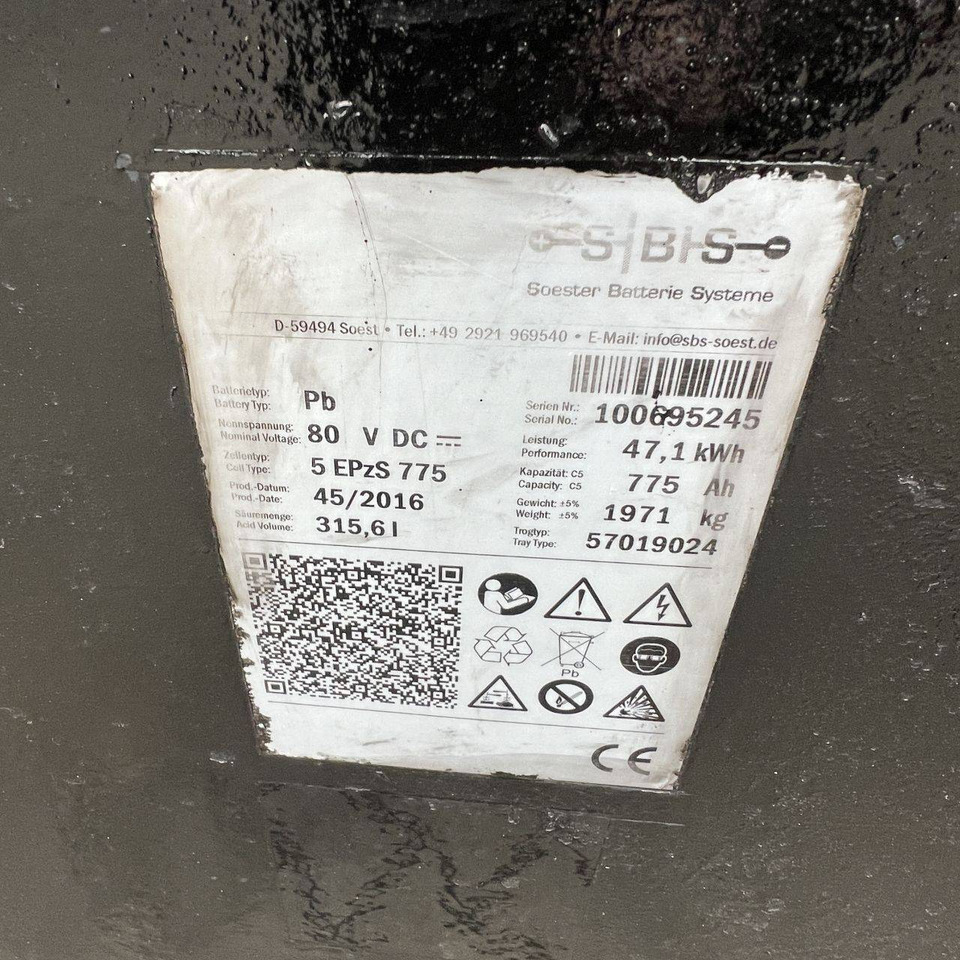 S|B|S
Soester Batterie Systeme
D-59494 Soest • Tel.: +49 2921 969540 • E-Mail: info@sbs-soest.de
Batterietyp:
Battery Typ: Pb
Nennspannung:
Nominal Voltage: 80 V DC
Zellentyp:
Cell Type: 5 EPzS 775
Prod.-Datum:
Prod.-Date: 45/2016
Säuremenge:
Acid Volume: 315,6 l
Serien Nr.:
Serial No.: 100695245
Leistung:
Performance: 47,1 kWh
Kapazität: C5
Capacity: C5 775 Ah
Gewicht: ±5%
Weight: ±5% 1971 kg
Trogtyp:
Tray Type: 57019024
Pb
CE